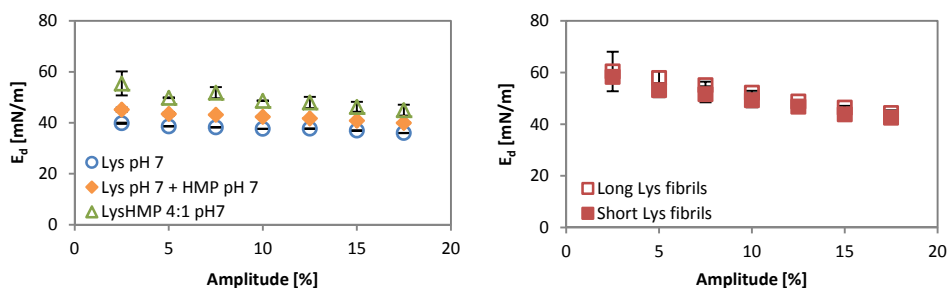 80
60
40
20
0
E_d [mN/m]
Lys pH 7
Lys pH 7 + HMP pH 7
LysHMP 4:1 pH7
0 5 10 15 20
Amplitude [%]
80
60
40
20
0
E_d [mN/m]
Long Lys fibrils
Short Lys fibrils
0 5 10 15 20
Amplitude [%]